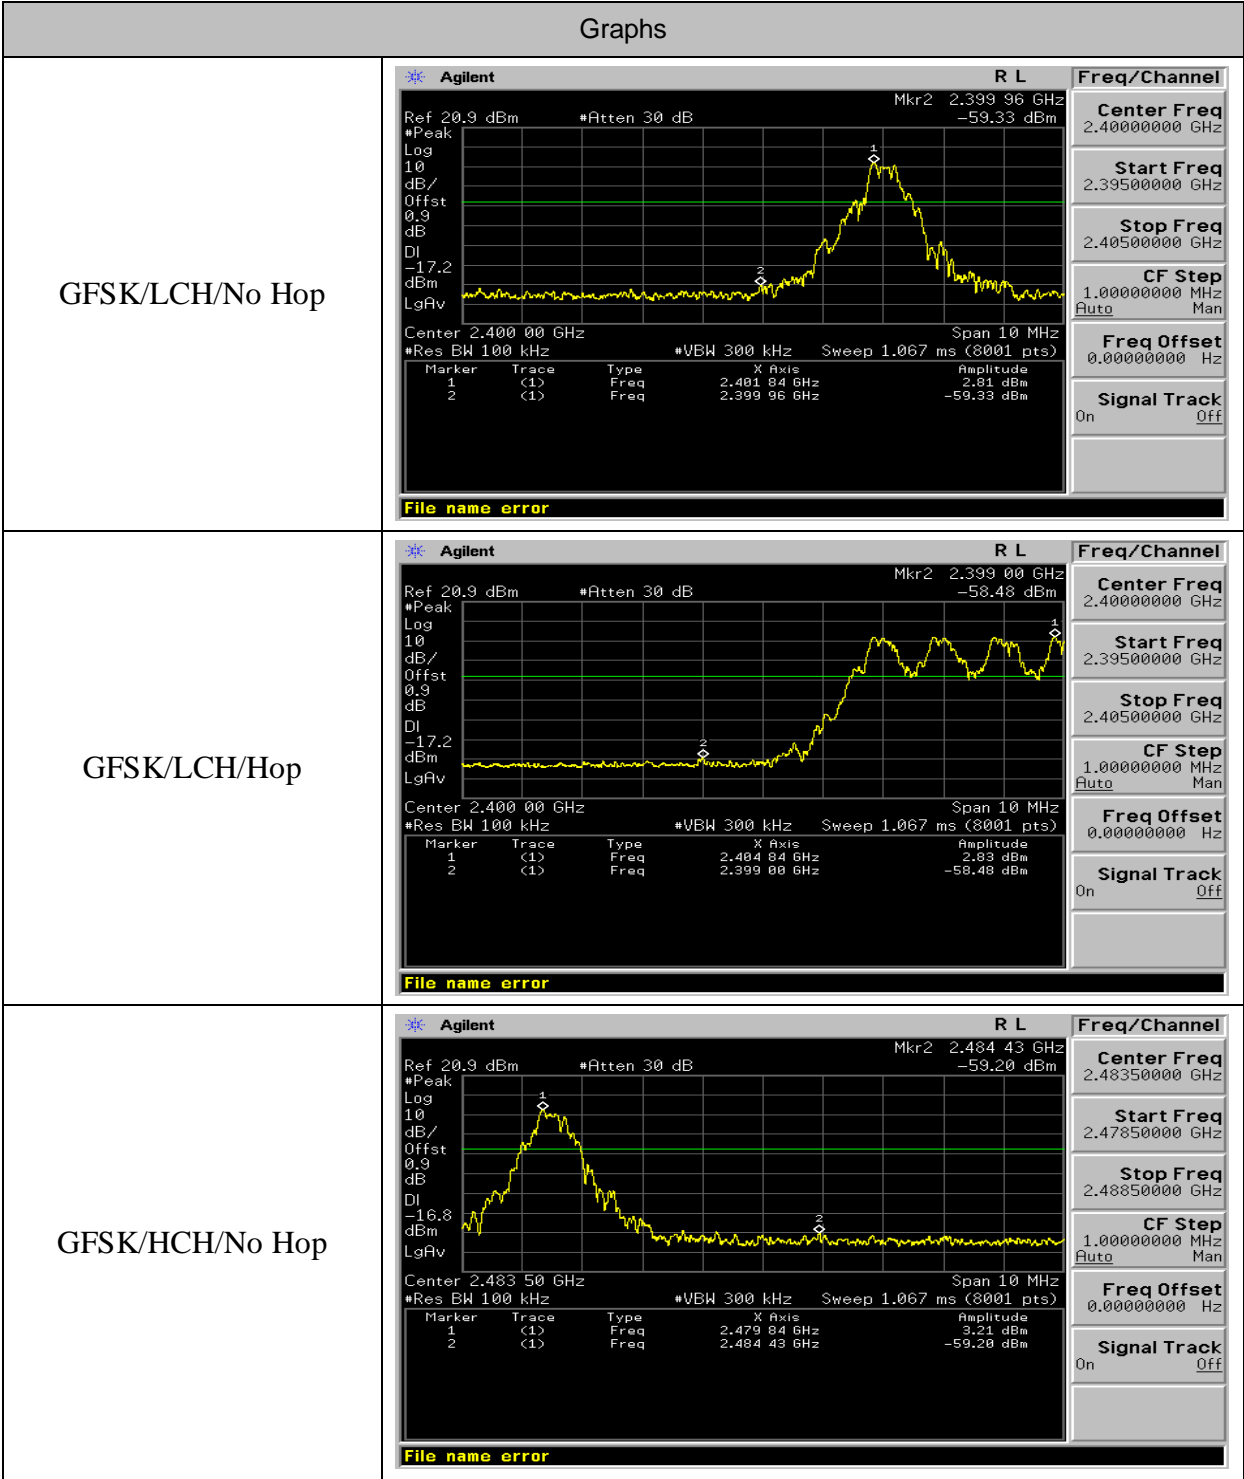 Graphs
GFSK/LCH/No Hop
Agilent R L Freq/Channel
Mkr2 2.399 96 GHz
Ref 20.9 dBm #Atten 30 dB -59.33 dBm
#Peak
Log
10
dB/
Offst
0.9
dB
DI
-17.2
dBm
LgAv
1
2
Center 2.400 00 GHz Span 10 MHz
#Res BW 100 kHz #VBW 300 kHz Sweep 1.067 ms (8001 pts)
Marker Trace Type X Axis Amplitude
1 (1) Freq 2.401 84 GHz 2.81 dBm
2 (1) Freq 2.399 96 GHz -59.33 dBm
File name error
Center Freq
2.40000000 GHz
Start Freq
2.39500000 GHz
Stop Freq
2.40500000 GHz
CF Step
1.00000000 MHz
Auto Man
Freq Offset
0.00000000 Hz
Signal Track
On Off
GFSK/LCH/Hop
Agilent R L Freq/Channel
Mkr2 2.399 00 GHz
Ref 20.9 dBm #Atten 30 dB -58.48 dBm
#Peak
Log
10
dB/
Offst
0.9
dB
DI
-17.2
dBm
LgAv
1
2
Center 2.400 00 GHz Span 10 MHz
#Res BW 100 kHz #VBW 300 kHz Sweep 1.067 ms (8001 pts)
Marker Trace Type X Axis Amplitude
1 (1) Freq 2.404 84 GHz 2.83 dBm
2 (1) Freq 2.399 00 GHz -58.48 dBm
File name error
Center Freq
2.40000000 GHz
Start Freq
2.39500000 GHz
Stop Freq
2.40500000 GHz
CF Step
1.00000000 MHz
Auto Man
Freq Offset
0.00000000 Hz
Signal Track
On Off
GFSK/HCH/No Hop
Agilent R L Freq/Channel
Mkr2 2.484 43 GHz
Ref 20.9 dBm #Atten 30 dB -59.20 dBm
#Peak
Log
10
dB/
Offst
0.9
dB
DI
-16.8
dBm
LgAv
1
2
Center 2.483 50 GHz Span 10 MHz
#Res BW 100 kHz #VBW 300 kHz Sweep 1.067 ms (8001 pts)
Marker Trace Type X Axis Amplitude
1 (1) Freq 2.479 84 GHz 3.21 dBm
2 (1) Freq 2.484 43 GHz -59.20 dBm
File name error
Center Freq
2.48350000 GHz
Start Freq
2.47850000 GHz
Stop Freq
2.48850000 GHz
CF Step
1.00000000 MHz
Auto Man
Freq Offset
0.00000000 Hz
Signal Track
On Off